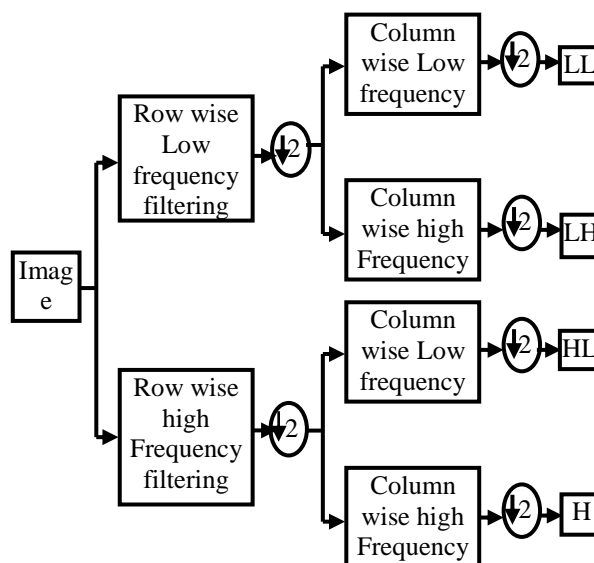 Column
wise Low
frequency
↓2
LL
Row wise
Low
frequency
filtering
↓2
Column
wise high
Frequency
↓2
LH
Imag
e
Column
wise Low
frequency
↓2
HL
Row wise
high
Frequency
filtering
↓2
Column
wise high
Frequency
↓2
H